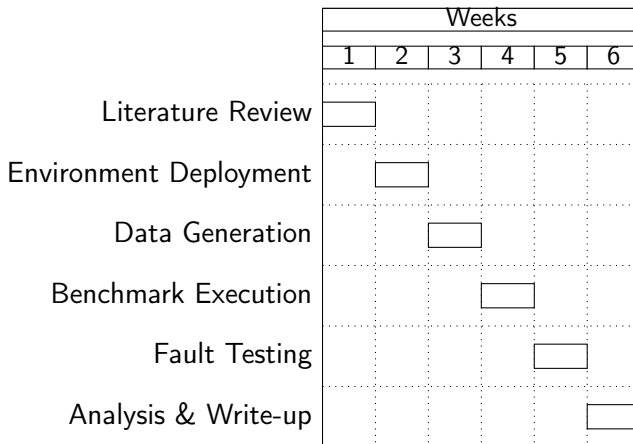 Weeks
1 2 3 4 5 6
Literature Review
Environment Deployment
Data Generation
Benchmark Execution
Fault Testing
Analysis & Write-up